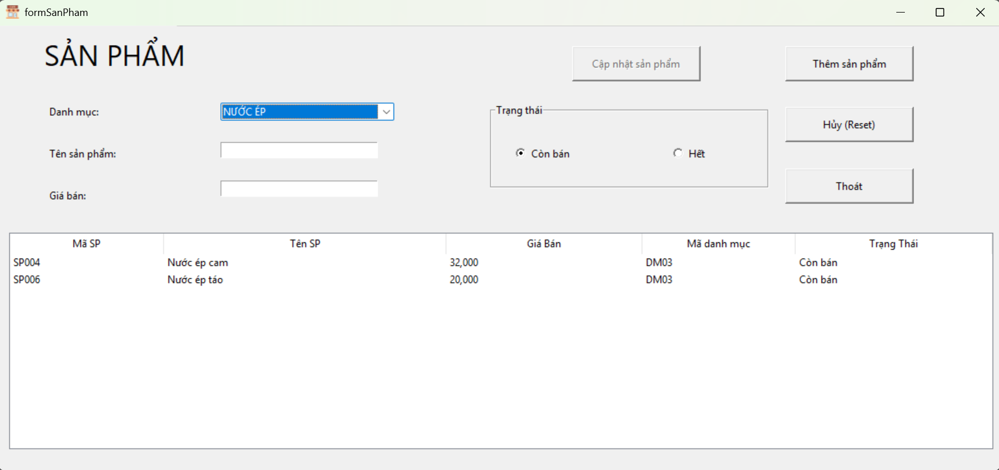 formSanPham
SẢN PHẨM
Cập nhật sản phẩm
Thêm sản phẩm
Danh mục:
NƯỚC ÉP
Trạng thái
Hủy (Reset)
Tên sản phẩm:
Còn bán
Hết
Giá bán:
Thoát
Mã SP Tên SP Giá Bán Mã danh mục Trạng Thái
SP004 Nước ép cam 32,000 DM03 Còn bán
SP006 Nước ép táo 20,000 DM03 Còn bán